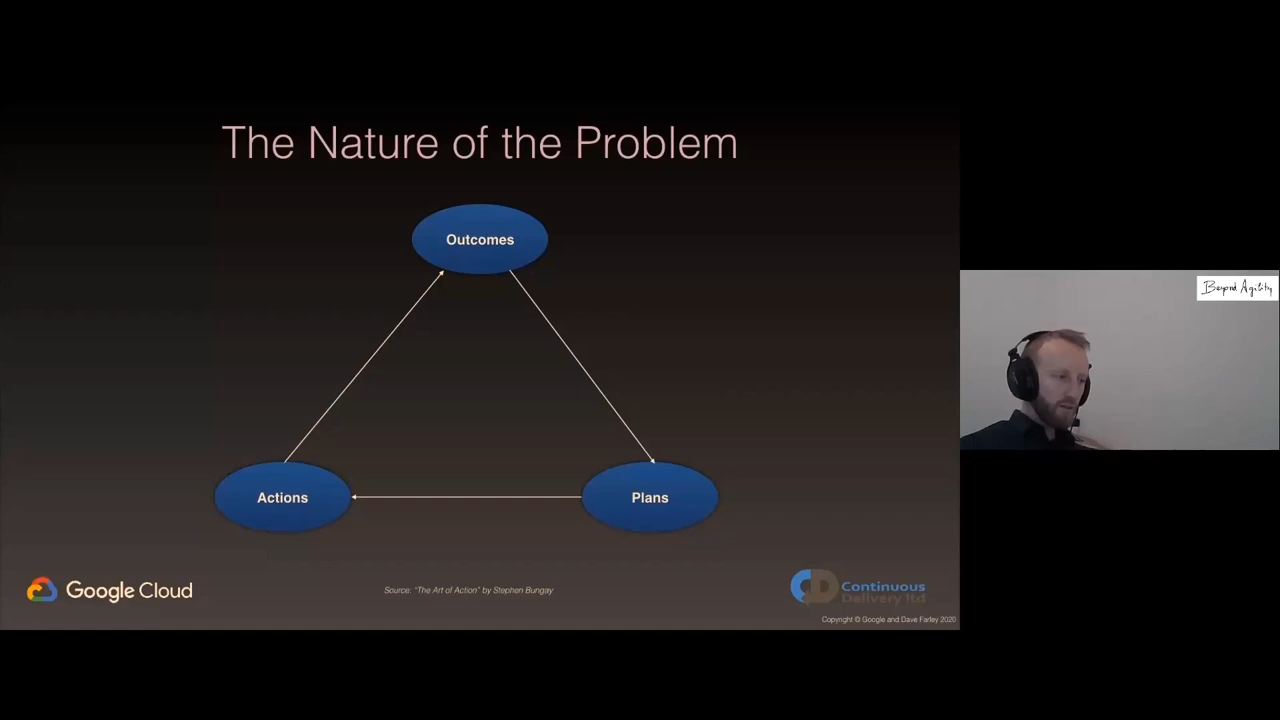 The Nature of the Problem
Outcomes
Actions
Plans
Google Cloud
Source: "The Art of Action" by Stephen Bungay
Continuous
Delivery ltd
Copyright © Google and Dave Farley 2020
Beyond Agility